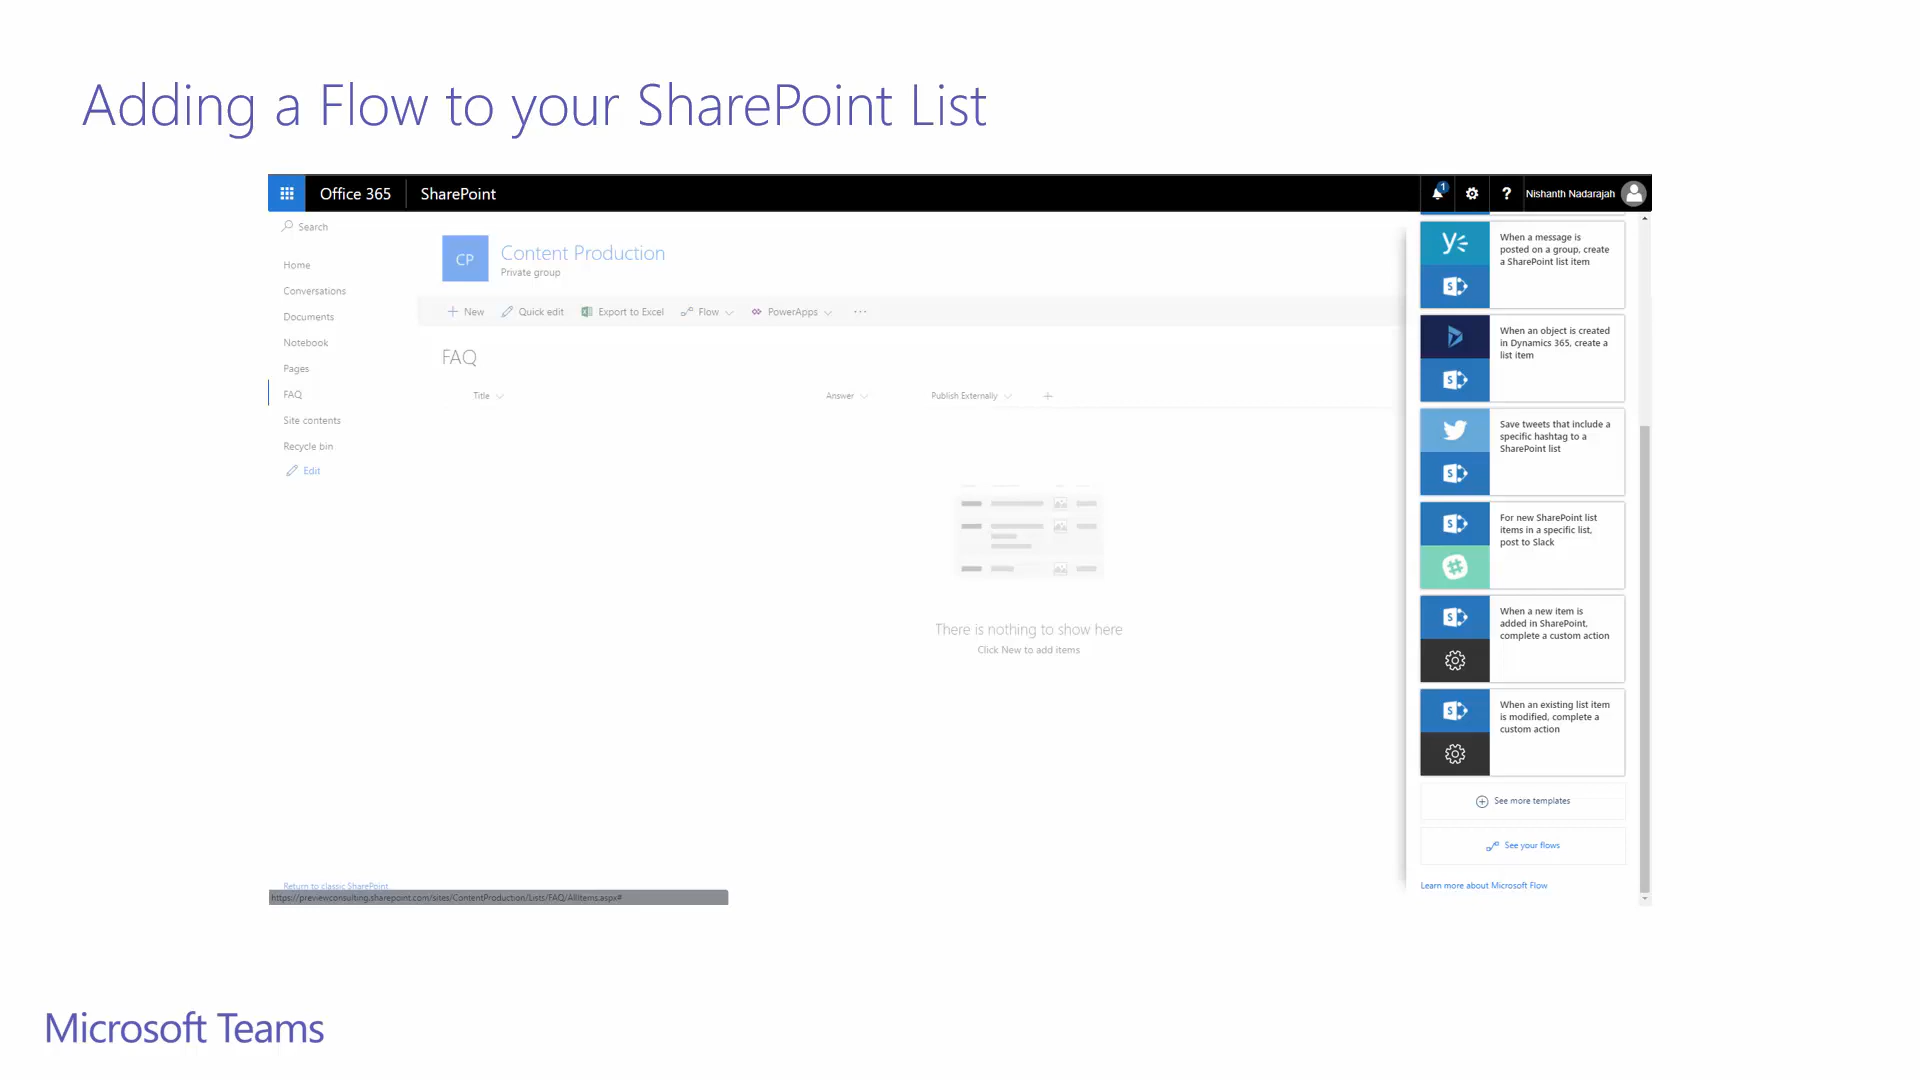 Adding a Flow to your SharePoint List
Office 365
SharePoint
1
?
Nishanth Nadarajah
Search
Home
Conversations
Documents
Notebook
Pages
FAQ
Site contents
Recycle bin
Edit
CP
Content Production
Private group
New
Quick edit
Export to Excel
Flow
PowerApps
...
FAQ
Title
Answer
Publish Externally
There is nothing to show here
Click New to add items
When a message is
posted on a group, create
a SharePoint list item
When an object is created
in Dynamics 365, create a
list item
Save tweets that include a
specific hashtag to a
SharePoint list
For new SharePoint list
items in a specific list,
post to Slack
When a new item is
added in SharePoint,
complete a custom action
When an existing list item
is modified, complete a
custom action
See more templates
See your flows
Learn more about Microsoft Flow
Return to classic SharePoint
https://previewconsulting.sharepoint.com/sites/ContentProduction/Lists/FAQ/AllItems.aspx#
Microsoft Teams